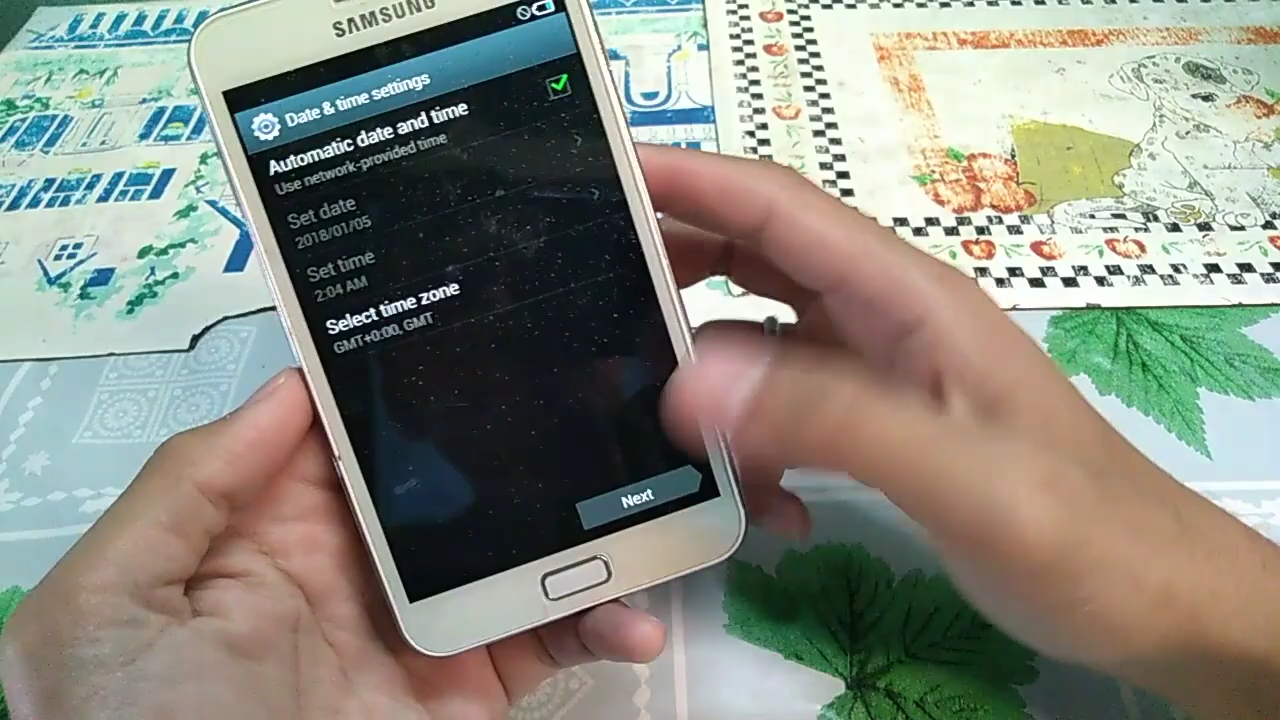 SAMSUNG
Date & time settings
Automatic date and time
Use network-provided time
Set date
2018/01/05
Set time
2:04 AM
Select time zone
GMT+0:00, GMT
Next